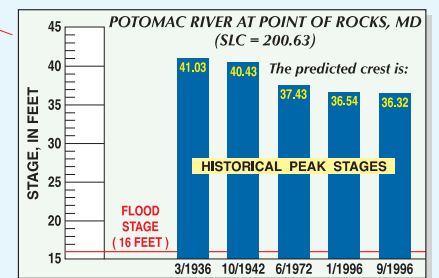 POTOMAC RIVER AT POINT OF ROCKS, MD
(SLC = 200.63)
The predicted crest is:
STAGE, IN FEET
45
40
35
30
25
20
15
41.03
40.43
37.43
36.54
36.32
HISTORICAL PEAK STAGES
FLOOD
STAGE
(16 FEET)
3/1936 10/1942 6/1972 1/1996 9/1996